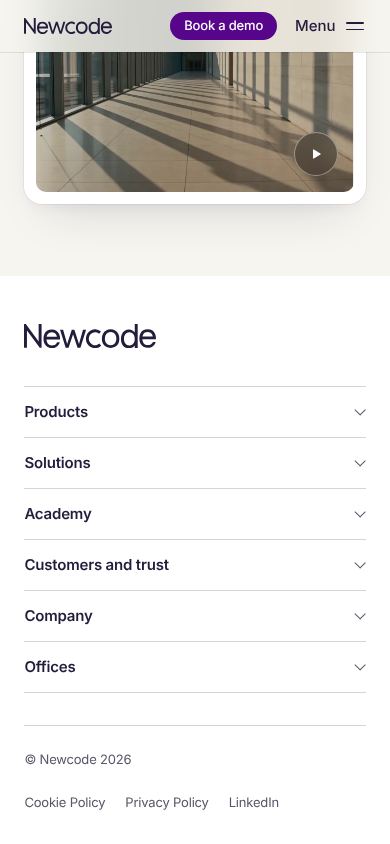 Newcode
Book a demo
Menu
Newcode
Products
Solutions
Academy
Customers and trust
Company
Offices
© Newcode 2026
Cookie Policy Privacy Policy LinkedIn